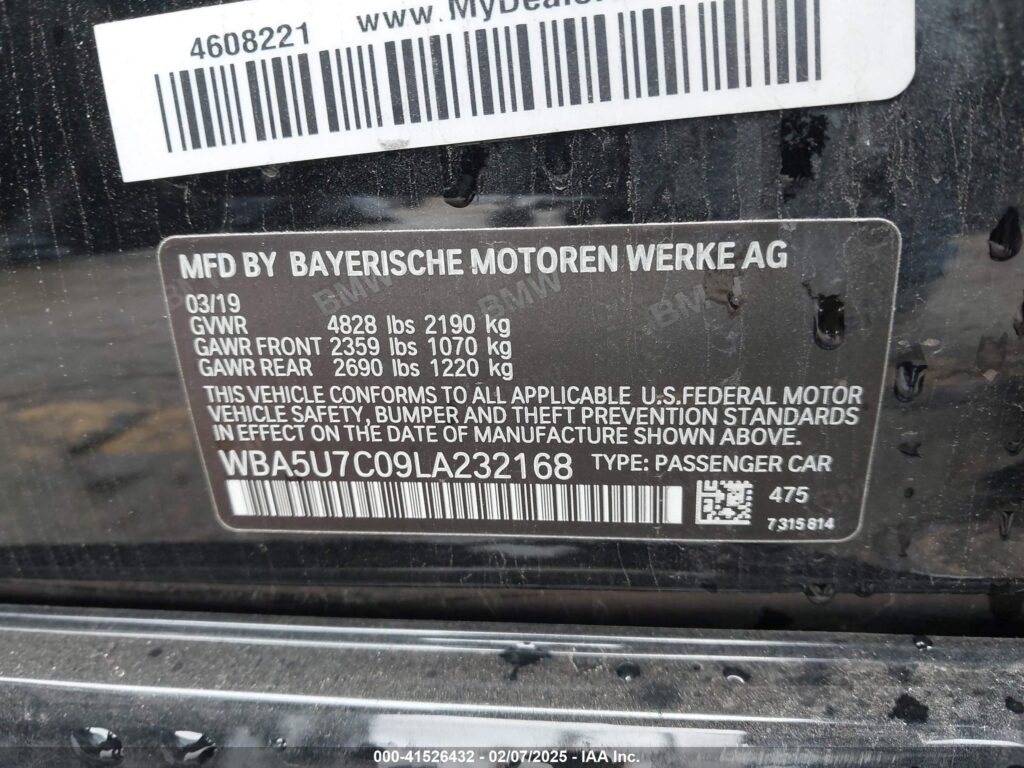 4608221 www.MyDeale
MFD BY BAYERISCHE MOTOREN WERKE AG
03/19
GVWR 4828 lbs 2190 kg
GAWR FRONT 2359 lbs 1070 kg
GAWR REAR 2690 lbs 1220 kg
THIS VEHICLE CONFORMS TO ALL APPLICABLE U.S.FEDERAL MOTOR
VEHICLE SAFETY, BUMPER AND THEFT PREVENTION STANDARDS
IN EFFECT ON THE DATE OF MANUFACTURE SHOWN ABOVE.
WBA5U7C09LA232168 TYPE: PASSENGER CAR
475
7315814
BMW BMW BMW
000-41526432 - 02/07/2025 - IAA Inc.